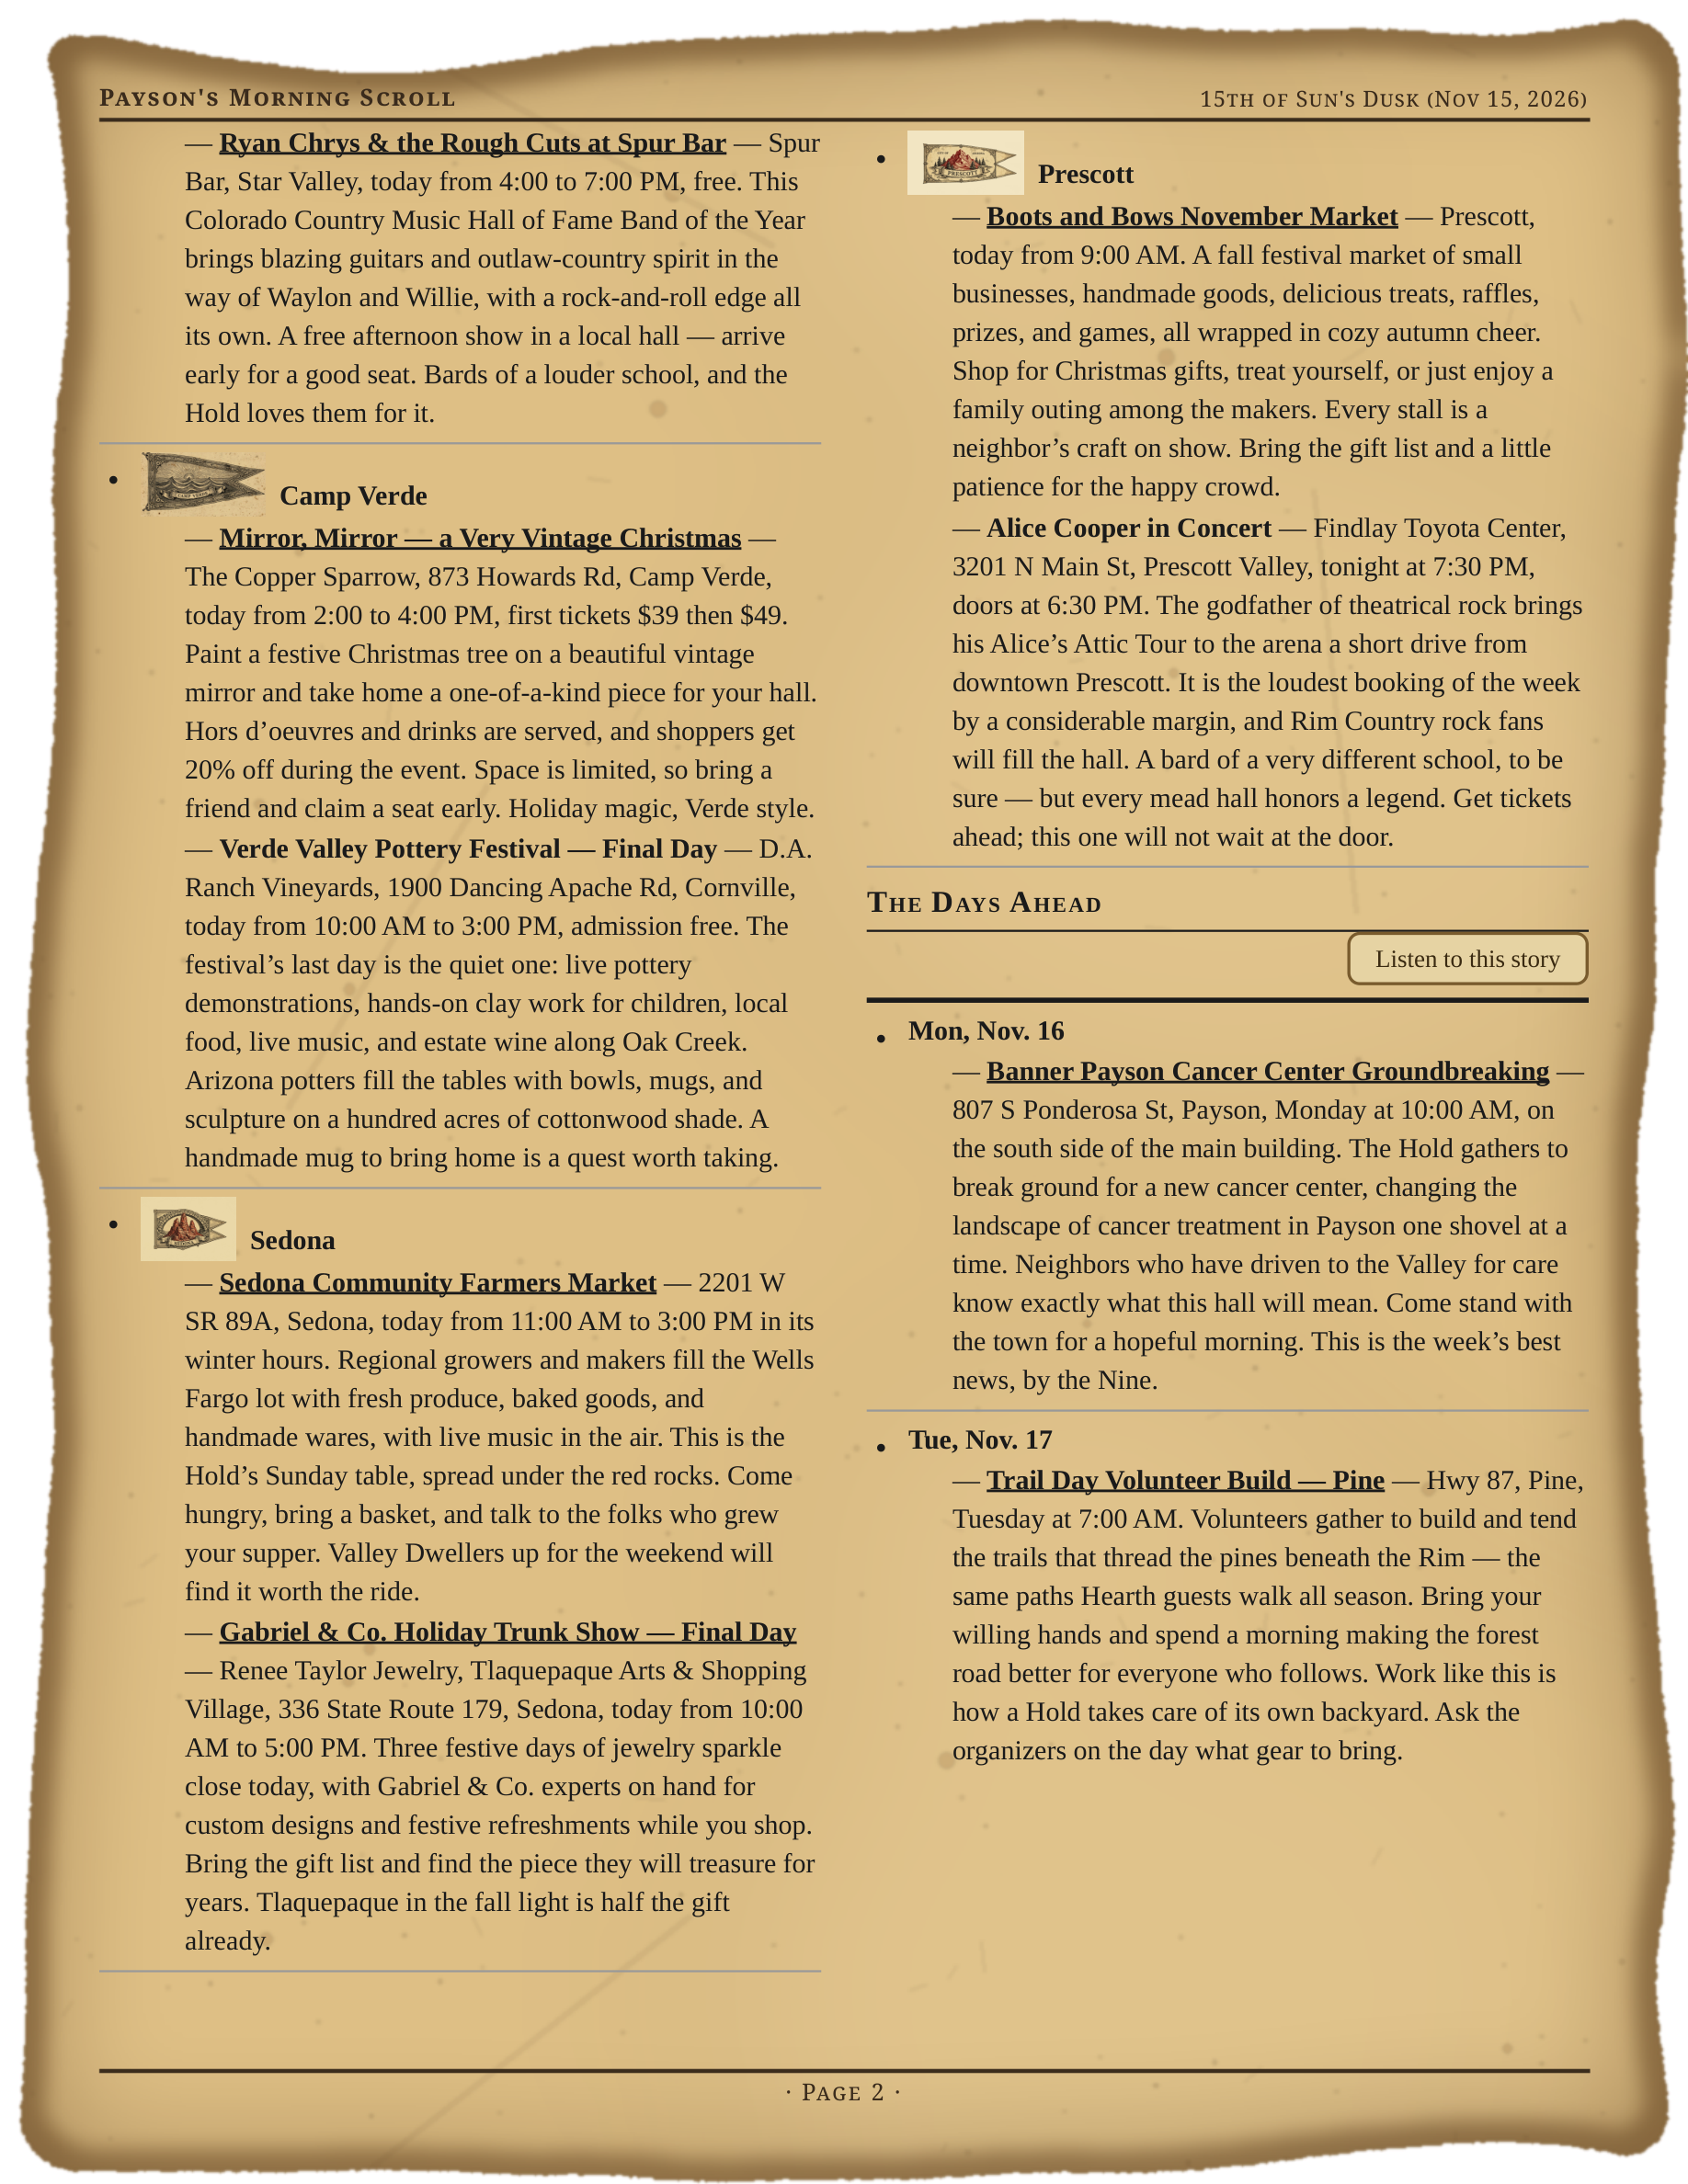 Payson's Morning Scroll
15th of Sun's Dusk (Nov 15, 2026)
— Ryan Chrys & the Rough Cuts at Spur Bar — Spur
Bar, Star Valley, today from 4:00 to 7:00 PM, free. This
Colorado Country Music Hall of Fame Band of the Year
brings blazing guitars and outlaw-country spirit in the
way of Waylon and Willie, with a rock-and-roll edge all
its own. A free afternoon show in a local hall — arrive
early for a good seat. Bards of a louder school, and the
Hold loves them for it.
• Camp Verde
— Mirror, Mirror — a Very Vintage Christmas —
The Copper Sparrow, 873 Howards Rd, Camp Verde,
today from 2:00 to 4:00 PM, first tickets $39 then $49.
Paint a festive Christmas tree on a beautiful vintage
mirror and take home a one-of-a-kind piece for your hall.
Hors d’oeuvres and drinks are served, and shoppers get
20% off during the event. Space is limited, so bring a
friend and claim a seat early. Holiday magic, Verde style.
— Verde Valley Pottery Festival — Final Day — D.A.
Ranch Vineyards, 1900 Dancing Apache Rd, Cornville,
today from 10:00 AM to 3:00 PM, admission free. The
festival’s last day is the quiet one: live pottery
demonstrations, hands-on clay work for children, local
food, live music, and estate wine along Oak Creek.
Arizona potters fill the tables with bowls, mugs, and
sculpture on a hundred acres of cottonwood shade. A
handmade mug to bring home is a quest worth taking.
• Sedona
— Sedona Community Farmers Market — 2201 W
SR 89A, Sedona, today from 11:00 AM to 3:00 PM in its
winter hours. Regional growers and makers fill the Wells
Fargo lot with fresh produce, baked goods, and
handmade wares, with live music in the air. This is the
Hold’s Sunday table, spread under the red rocks. Come
hungry, bring a basket, and talk to the folks who grew
your supper. Valley Dwellers up for the weekend will
find it worth the ride.
— Gabriel & Co. Holiday Trunk Show — Final Day
— Renee Taylor Jewelry, Tlaquepaque Arts & Shopping
Village, 336 State Route 179, Sedona, today from 10:00
AM to 5:00 PM. Three festive days of jewelry sparkle
close today, with Gabriel & Co. experts on hand for
custom designs and festive refreshments while you shop.
Bring the gift list and find the piece they will treasure for
years. Tlaquepaque in the fall light is half the gift
already.
• PRESCOTT Prescott
— Boots and Bows November Market — Prescott,
today from 9:00 AM. A fall festival market of small
businesses, handmade goods, delicious treats, raffles,
prizes, and games, all wrapped in cozy autumn cheer.
Shop for Christmas gifts, treat yourself, or just enjoy a
family outing among the makers. Every stall is a
neighbor’s craft on show. Bring the gift list and a little
patience for the happy crowd.
— Alice Cooper in Concert — Findlay Toyota Center,
3201 N Main St, Prescott Valley, tonight at 7:30 PM,
doors at 6:30 PM. The godfather of theatrical rock brings
his Alice’s Attic Tour to the arena a short drive from
downtown Prescott. It is the loudest booking of the week
by a considerable margin, and Rim Country rock fans
will fill the hall. A bard of a very different school, to be
sure — but every mead hall honors a legend. Get tickets
ahead; this one will not wait at the door.
The Days Ahead
Listen to this story
• Mon, Nov. 16
— Banner Payson Cancer Center Groundbreaking —
807 S Ponderosa St, Payson, Monday at 10:00 AM, on
the south side of the main building. The Hold gathers to
break ground for a new cancer center, changing the
landscape of cancer treatment in Payson one shovel at a
time. Neighbors who have driven to the Valley for care
know exactly what this hall will mean. Come stand with
the town for a hopeful morning. This is the week’s best
news, by the Nine.
• Tue, Nov. 17
— Trail Day Volunteer Build — Pine — Hwy 87, Pine,
Tuesday at 7:00 AM. Volunteers gather to build and tend
the trails that thread the pines beneath the Rim — the
same paths Hearth guests walk all season. Bring your
willing hands and spend a morning making the forest
road better for everyone who follows. Work like this is
how a Hold takes care of its own backyard. Ask the
organizers on the day what gear to bring.
· Page 2 ·